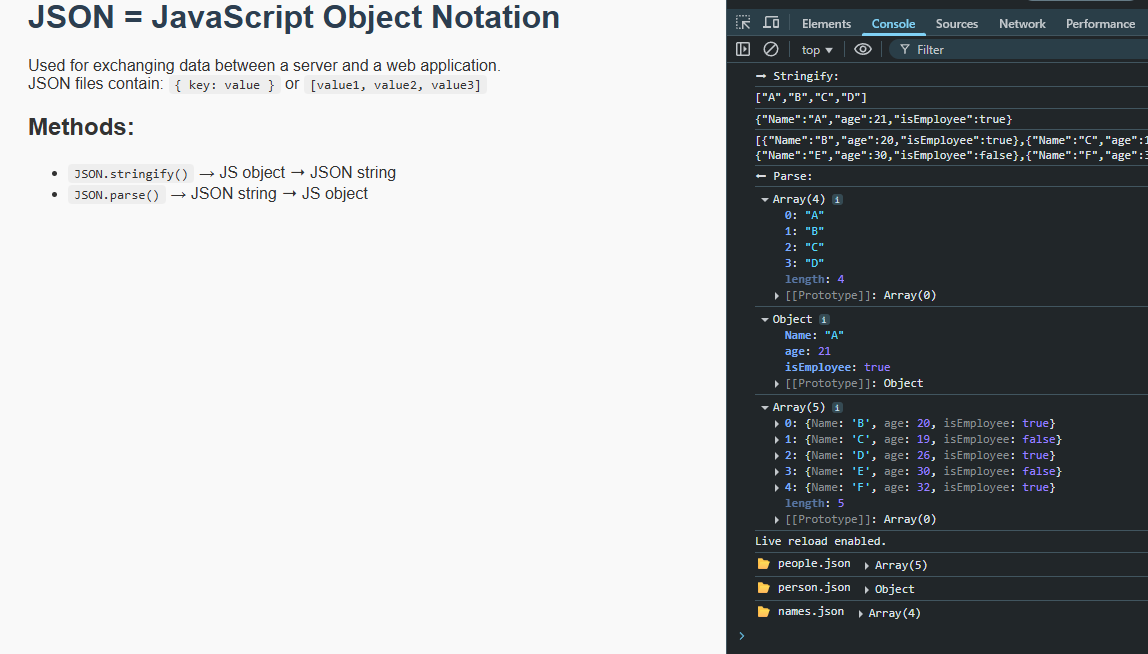 JSON = JavaScript Object Notation
Used for exchanging data between a server and a web application.
JSON files contain: { key: value } or [value1, value2, value3]
Methods:
• JSON.stringify() → JS object → JSON string
• JSON.parse() → JSON string → JS object
Elements Console Sources Network Performance
top ▼ Filter
→ Stringify:
["A","B","C","D"]
{"Name":"A","age":21,"isEmployee":true}
[{"Name":"B","age":20,"isEmployee":true},{"Name":"C","age":1
{"Name":"E","age":30,"isEmployee":false},{"Name":"F","age":3
← Parse:
▼ Array(4) i
0: "A"
1: "B"
2: "C"
3: "D"
length: 4
▶ [[Prototype]]: Array(0)
▼ Object i
Name: "A"
age: 21
isEmployee: true
▶ [[Prototype]]: Object
▼ Array(5) i
▶ 0: {Name: 'B', age: 20, isEmployee: true}
▶ 1: {Name: 'C', age: 19, isEmployee: false}
▶ 2: {Name: 'D', age: 26, isEmployee: true}
▶ 3: {Name: 'E', age: 30, isEmployee: false}
▶ 4: {Name: 'F', age: 32, isEmployee: true}
length: 5
▶ [[Prototype]]: Array(0)
Live reload enabled.
people.json ▶ Array(5)
person.json ▶ Object
names.json ▶ Array(4)
>